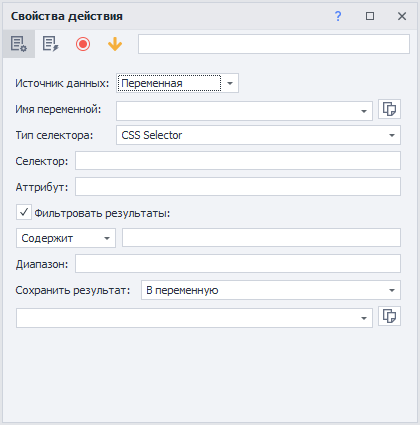 Свойства действия
?
Источник данных: Переменная
Имя переменной:
Тип селектора: CSS Selector
Селектор:
Аттрибут:
Фильтровать результаты:
Содержит
Диапазон:
Сохранить результат: В переменную